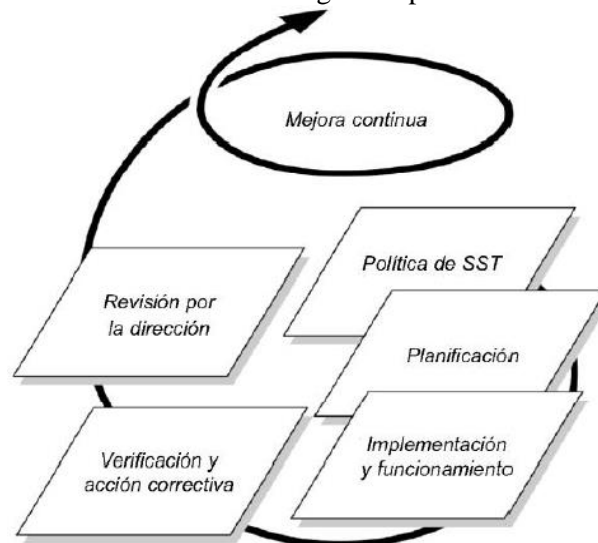 Mejora continua
Política de SST
Planificación
Implementación
y funcionamiento
Verificación y
acción correctiva
Revisión por
la dirección